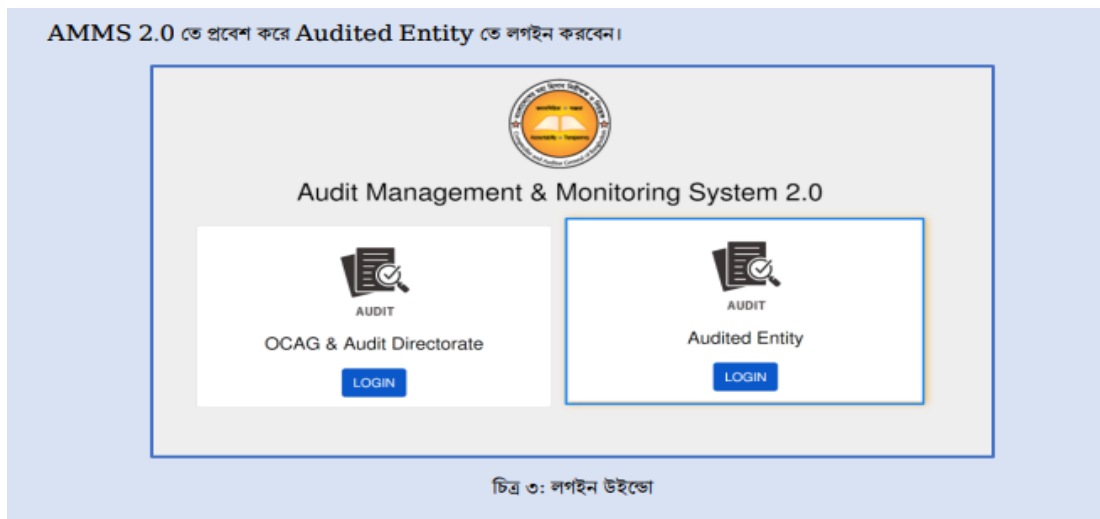 AMMS 2.0 তে প্রবেশ করে Audited Entity তে লগইন করবেন।
Audit Management & Monitoring System 2.0
AUDIT
OCAG & Audit Directorate
LOGIN
AUDIT
Audited Entity
LOGIN
চিত্র ৩: লগইন উইন্ডো